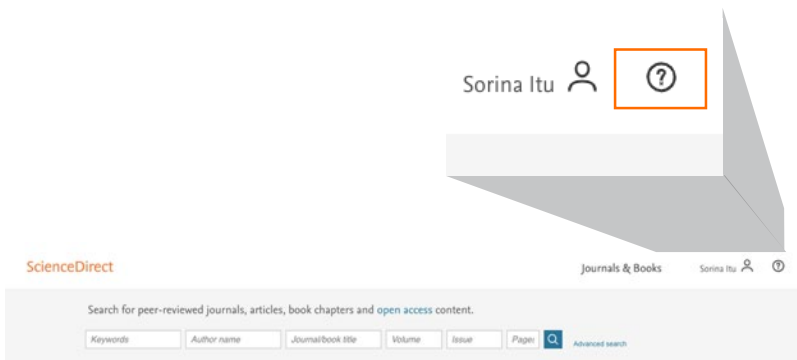 Sorina Itu
ScienceDirect Journals & Books Sorina Itu
Search for peer-reviewed journals, articles, book chapters and open access content.
Keywords Author name Journal/book title Volume Issue Pages Advanced search